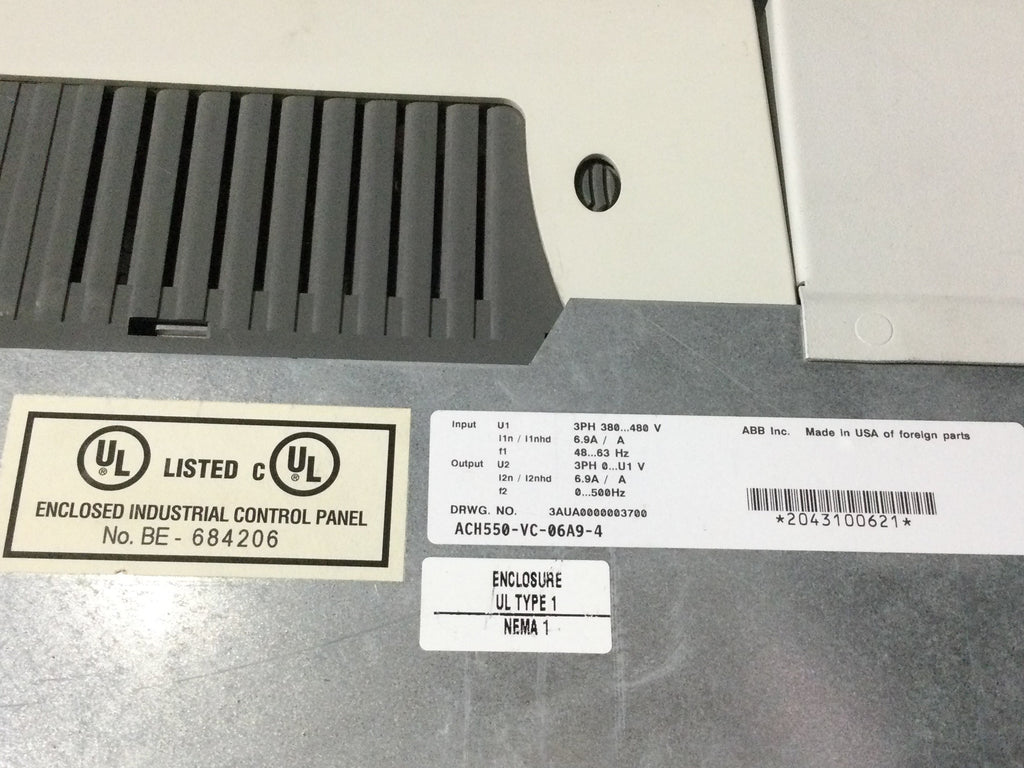 UL ® LISTED C UL ®
ENCLOSED INDUSTRIAL CONTROL PANEL
No. BE - 684206
Input U1 3PH 380...480 V
I1n / I1nhd 6.9A / A
f1 48...63 Hz
Output U2 3PH 0...U1 V
I2n / I2nhd 6.9A / A
f2 0...500Hz
DRWG. NO. 3AUA0000003700
ACH550-VC-06A9-4
ABB Inc. Made in USA of foreign parts
*2043100621*
ENCLOSURE
UL TYPE 1
NEMA 1